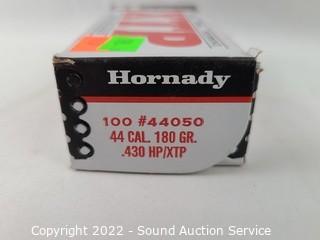 Hornady
100 #44050
44 CAL. 180 GR.
.430 HP/XTP
Copyright 2022 - Sound Auction Service